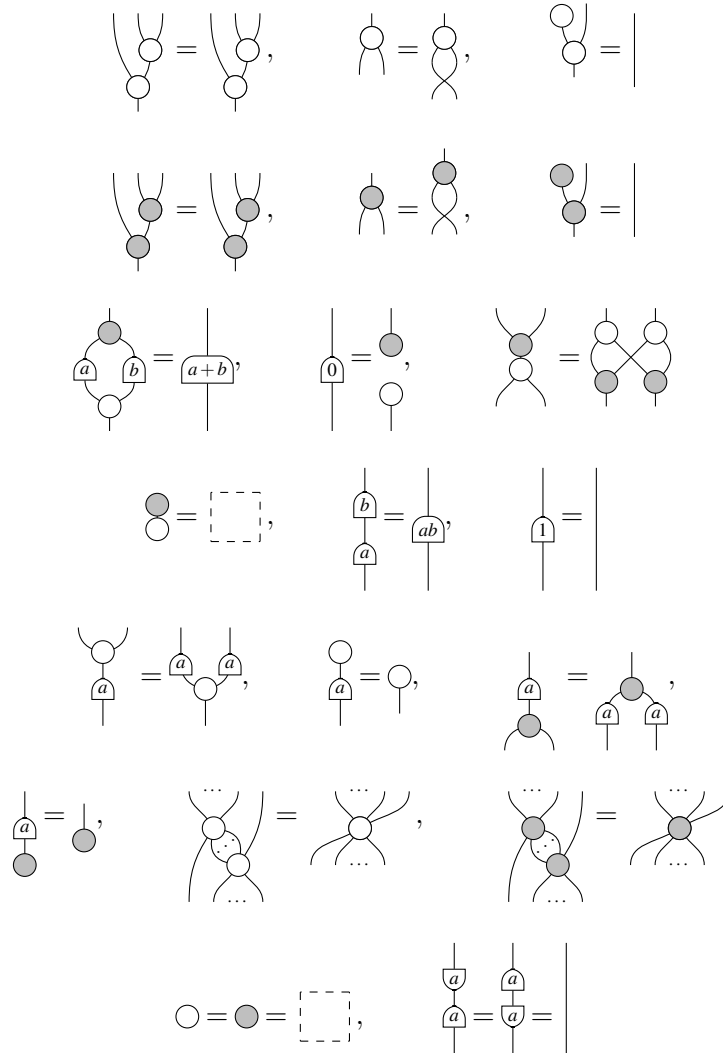 = , = , =
= , = , =
a b = a + b , 0 = , =
= , b a = ab , 1 =
a = a a , a = , a = a a ,
a = , ... ... = ... ... , ... ... = ... ...
= = , a a = a a =